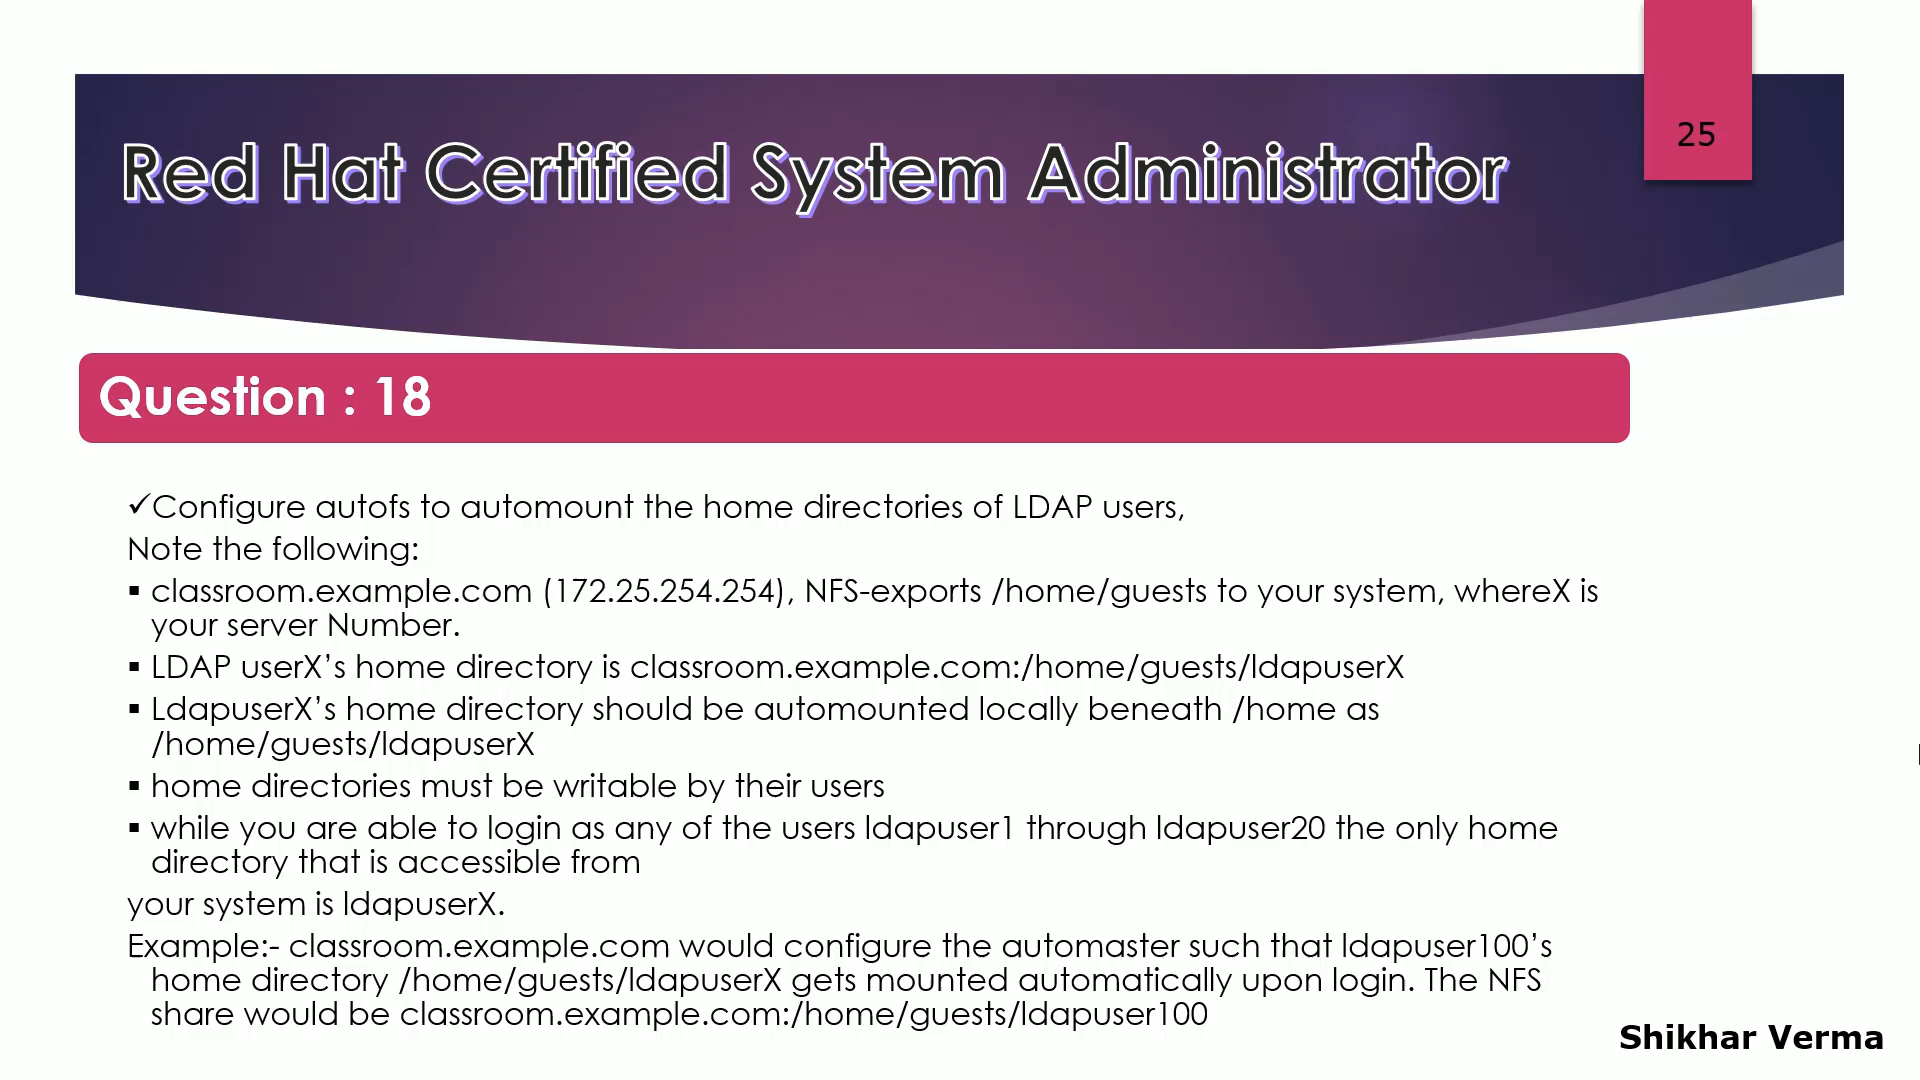 25
Red Hat Certified System Administrator
Question : 18
✓Configure autofs to automount the home directories of LDAP users,
Note the following:
▪ classroom.example.com (172.25.254.254), NFS-exports /home/guests to your system, whereX is
your server Number.
▪ LDAP userX’s home directory is classroom.example.com:/home/guests/ldapuserX
▪ LdapuserX’s home directory should be automounted locally beneath /home as
/home/guests/ldapuserX
▪ home directories must be writable by their users
▪ while you are able to login as any of the users ldapuser1 through ldapuser20 the only home
directory that is accessible from
your system is ldapuserX.
Example:- classroom.example.com would configure the automaster such that ldapuser100’s
home directory /home/guests/ldapuserX gets mounted automatically upon login. The NFS
share would be classroom.example.com:/home/guests/ldapuser100
Shikhar Verma